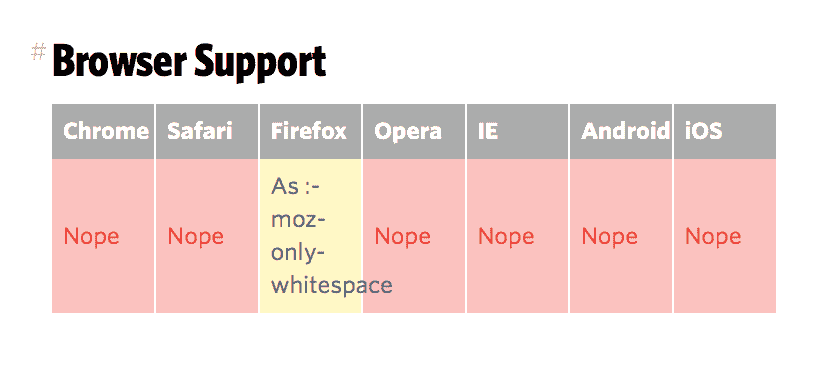 # Browser Support
Chrome Safari Firefox Opera IE Android iOS
Nope Nope As :-moz-only-whitespace Nope Nope Nope Nope